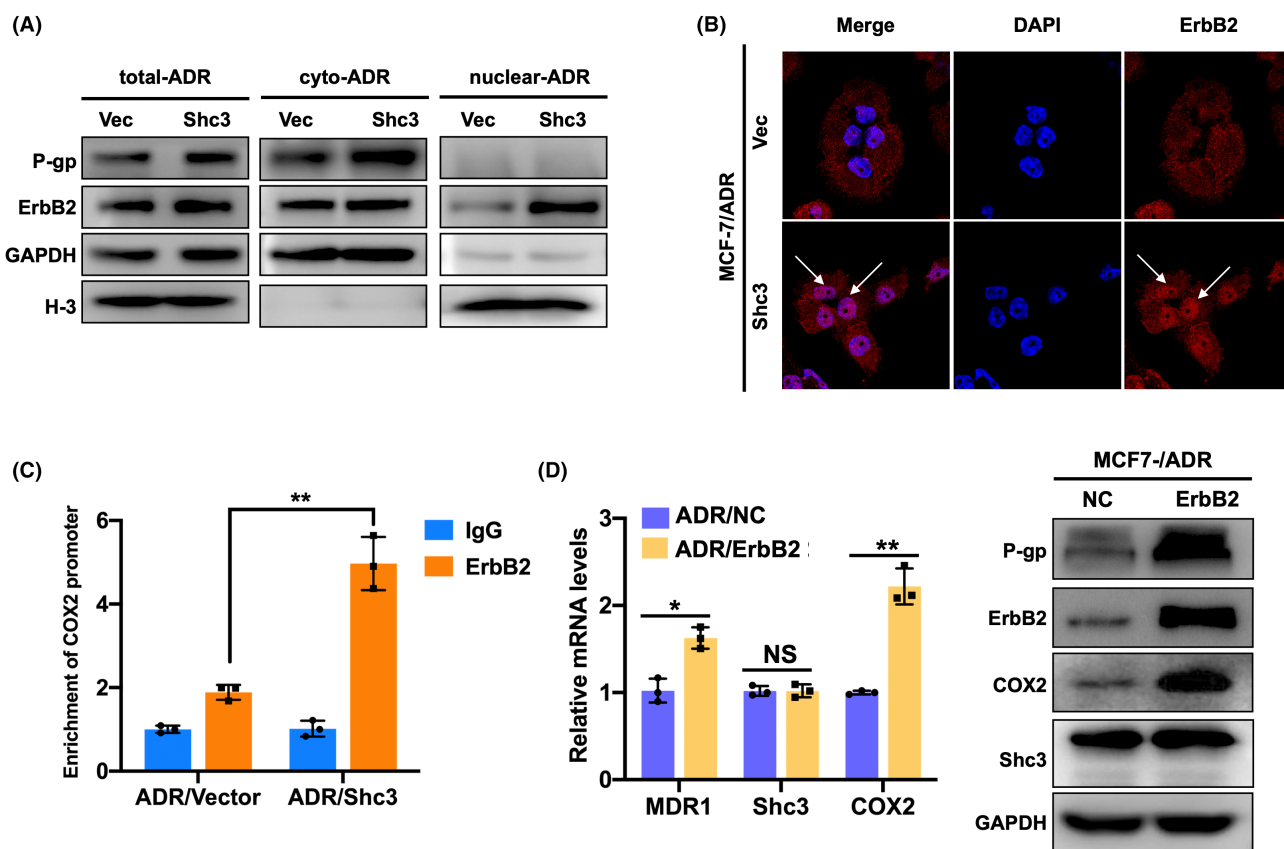 (A)
total-ADR cyto-ADR nuclear-ADR
Vec Shc3 Vec Shc3 Vec Shc3
P-gp
ErbB2
GAPDH
H-3
(B)
Merge DAPI ErbB2
MCF-7/ADR
Vec
Shc3
(C)
Enrichment of COX2 promoter
6
4
2
0
**
IgG
ErbB2
ADR/Vector ADR/Shc3
(D)
Relative mRNA levels
3
2
1
0
ADR/NC
ADR/ErbB2
*
NS
**
MDR1 Shc3 COX2
MCF7-/ADR
NC ErbB2
P-gp
ErbB2
COX2
Shc3
GAPDH